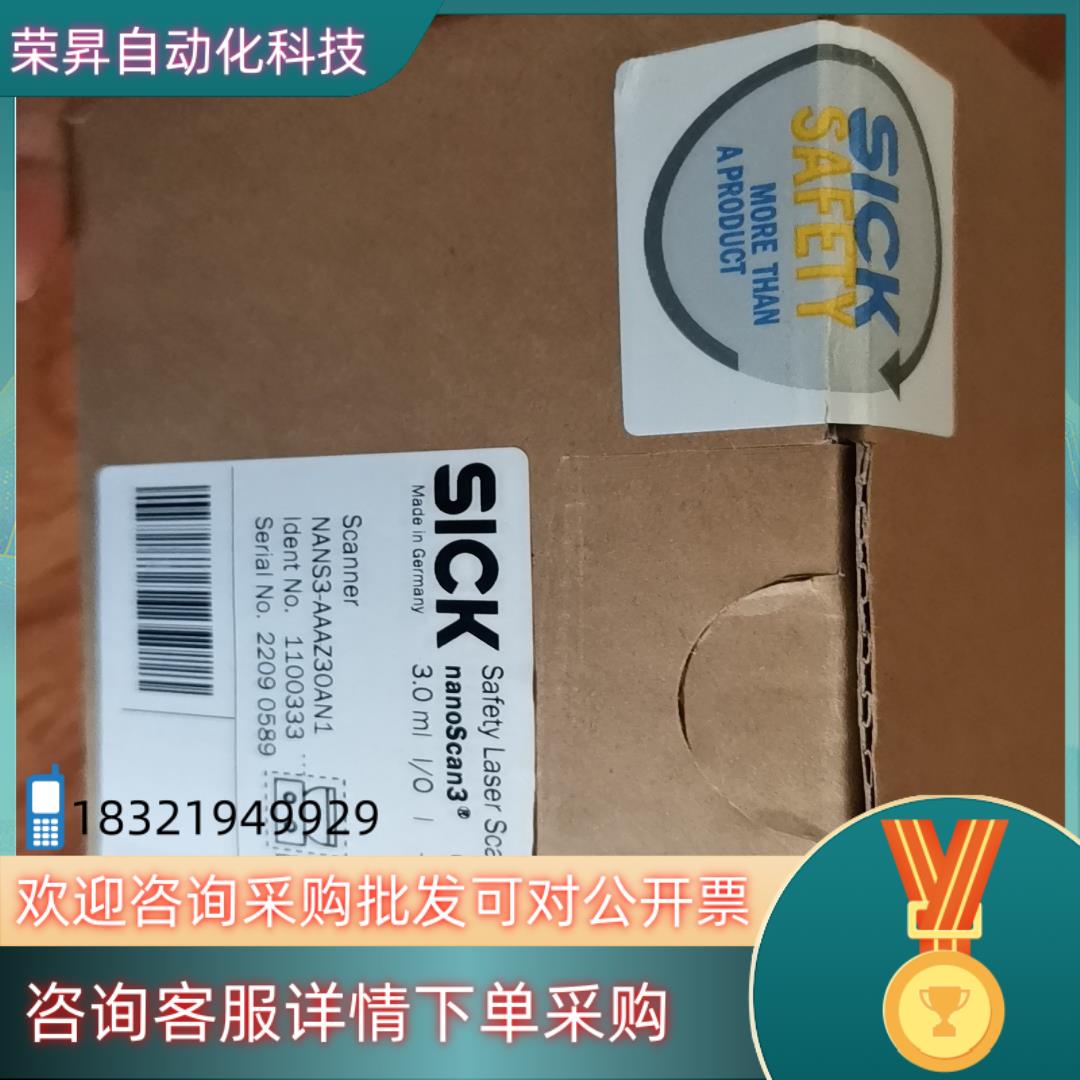 荣昇自动化科技
SICK
SAFETY
MORE THAN
A PRODUCT
SICK
Made in Germany
Safety Laser Sca
nanoScan3®
3.0 m| I/O |
Scanner
NANS3-AAAZ30AN1
Ident No. 1100333
Serial No. 2209 0589
18321949929
欢迎咨询采购批发可对公开票
咨询客服详情下单采购